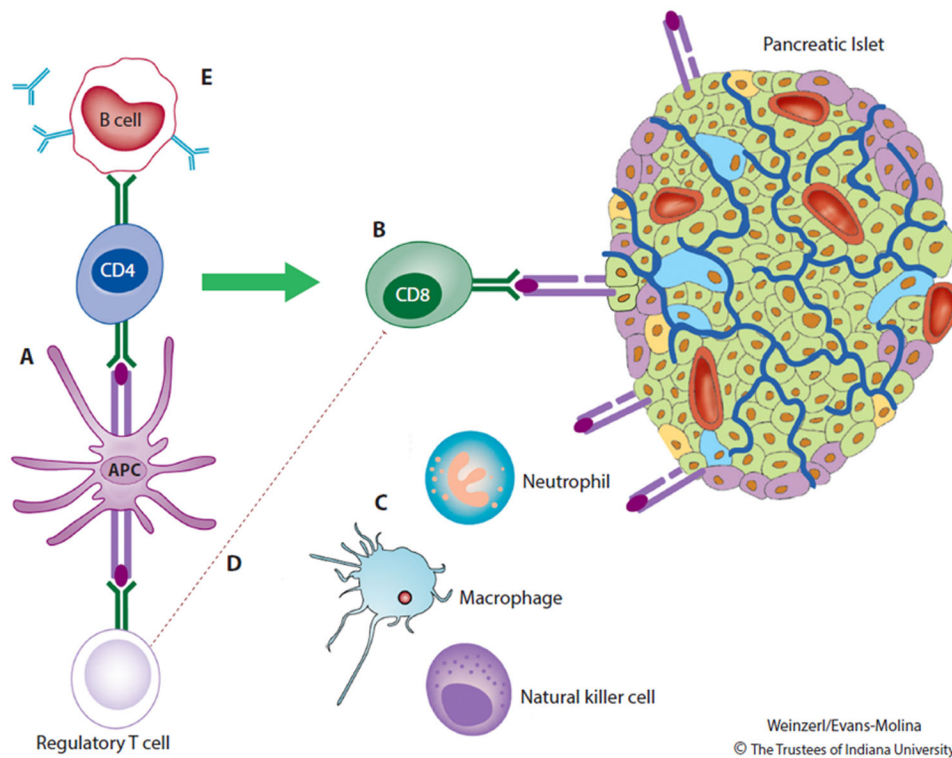 Pancreatic Islet
E
B cell
B
CD4
CD8
A
APC
Neutrophil
C
D
Macrophage
Natural killer cell
Regulatory T cell
Weinzerl/Evans-Molina
© The Trustees of Indiana University